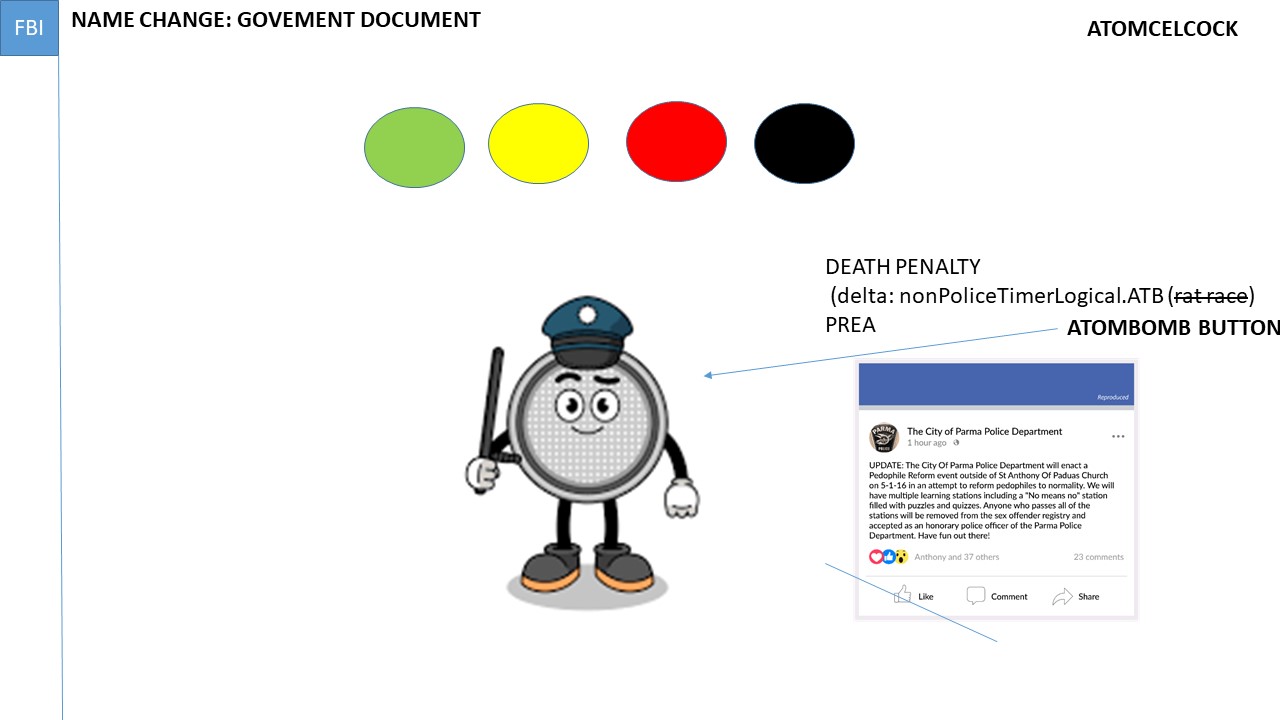 FBI
NAME CHANGE: GOVEMENT DOCUMENT
ATOMCELCOCK
DEATH PENALTY
(delta: nonPoliceTimerLogical.ATB (rat race)
PREA
ATOMBOMB BUTTON
Reproduced
The City of Parma Police Department
1 hour ago
UPDATE: The City Of Parma Police Department will enact a
Pedophile Reform event outside of St Anthony Of Paduas Church
on 5-1-16 in an attempt to reform pedophiles to normality. We will
have multiple learning stations including a "No means no" station
filled with puzzles and quizzes. Anyone who passes all of the
stations will be removed from the sex offender registry and
accepted as an honorary police officer of the Parma Police
Department. Have fun out there!
Anthony and 37 others
23 comments
Like
Comment
Share
PARMA
POLICE